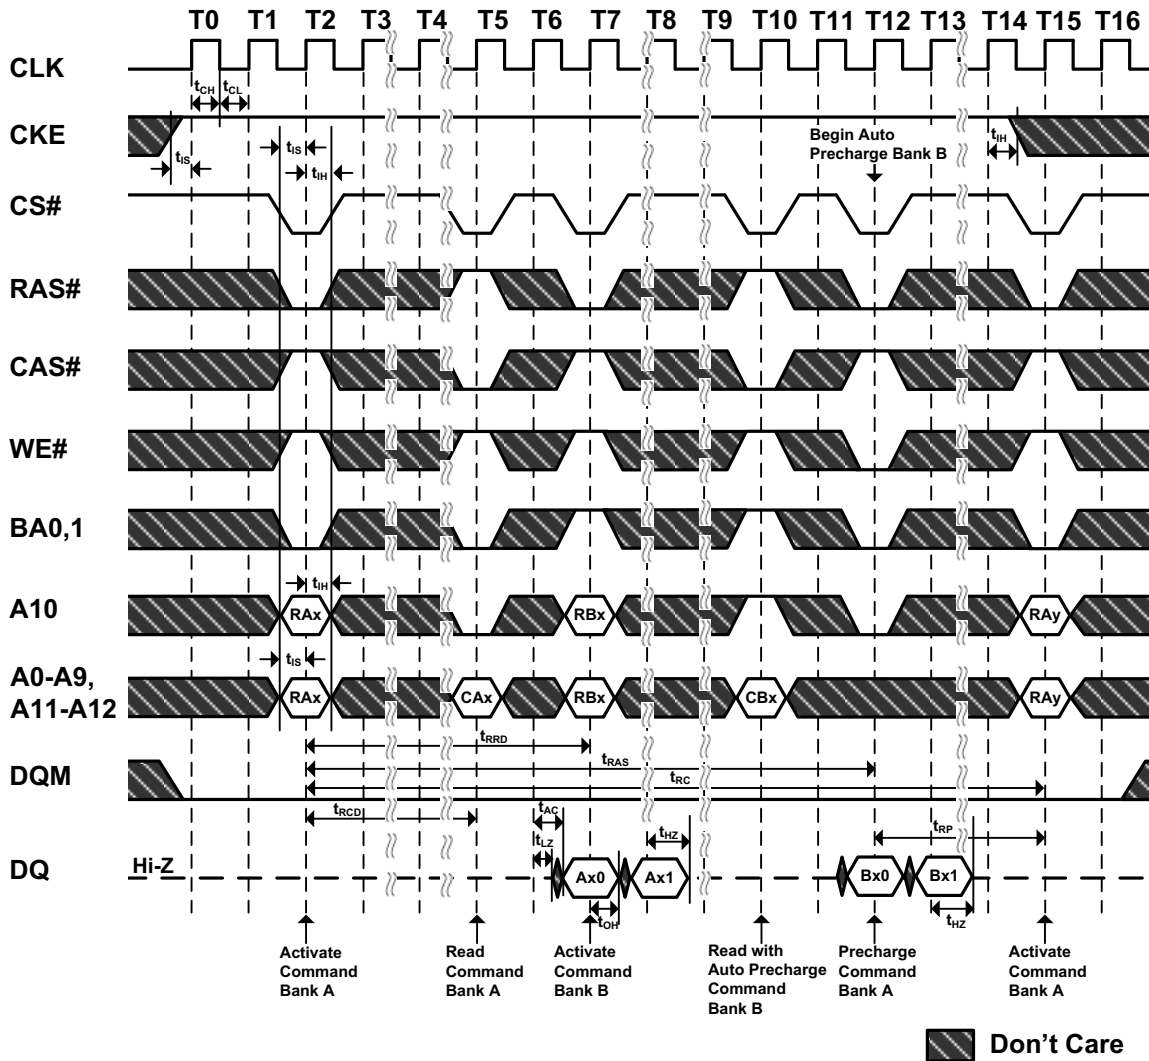 T0 T1 T2 T3 T4 T5 T6 T7 T8 T9 T10 T11 T12 T13 T14 T15 T16
CLK
tCH tCL
CKE
tIS
tIS
tIH
Begin Auto
Precharge Bank B
tIH
CS#
RAS#
CAS#
WE#
BA0,1
tIH
A10
RAx RBx RAy
tIS
A0-A9,
A11-A12
RAx CAx RBx CBx RAy
tRRD
tRAS
tRC
DQM
tRCD
tAC
tLZ
tHZ
tRP
DQ
Hi-Z
Ax0 Ax1 Bx0 Bx1
tOH
tHZ
Activate
Command
Bank A
Read
Command
Bank A
Activate
Command
Bank B
Read with
Auto Precharge
Command
Bank B
Precharge
Command
Bank A
Activate
Command
Bank A
Don't Care